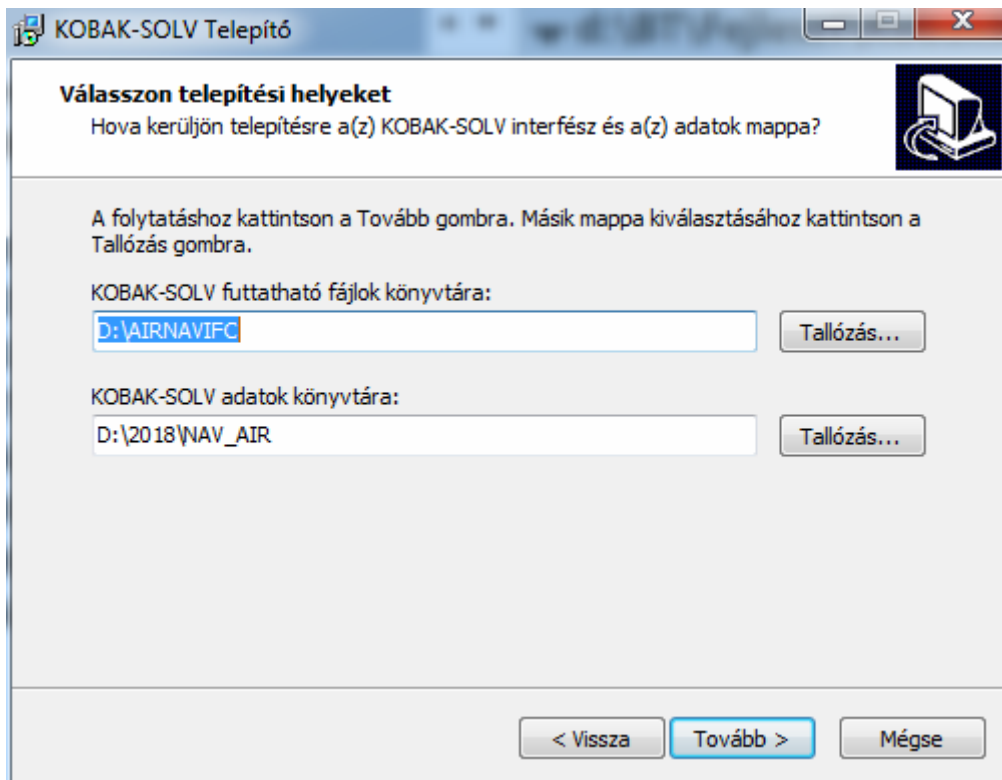 KOBAK-SOLV Telepítő
Válasszon telepítési helyeket
Hova kerüljön telepítésre a(z) KOBAK-SOLV interfész és a(z) adatok mappa?
A folytatáshoz kattintson a Tovább gombra. Másik mappa kiválasztásához kattintson a
Tallózás gombra.
KOBAK-SOLV futtatható fájlok könyvtára:
D:\AIRNAVIFC
Tallózás...
KOBAK-SOLV adatok könyvtára:
D:\2018\NAV_AIR
Tallózás...
< Vissza
Tovább >
Mégse